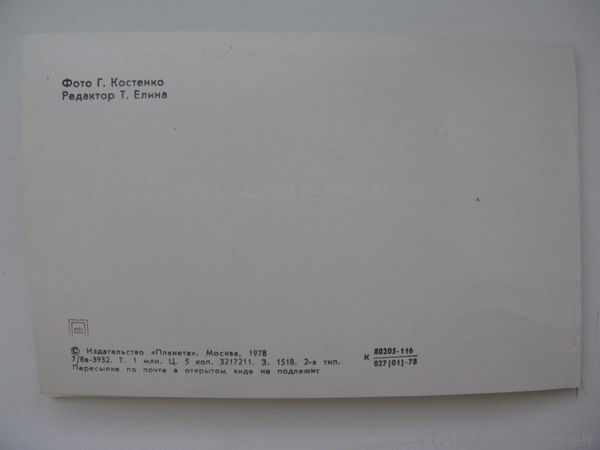 Фото Г. Костенко
Редактор Т. Елина
© Издательство «Планета». Москва, 1978
7/8в-3932. Т. 1 млн. Ц. 5 коп. 3217211. З. 1518. 2-я тип.
Пересылке по почте в открытом виде не подлежит
К 80205-116
027(01)-78